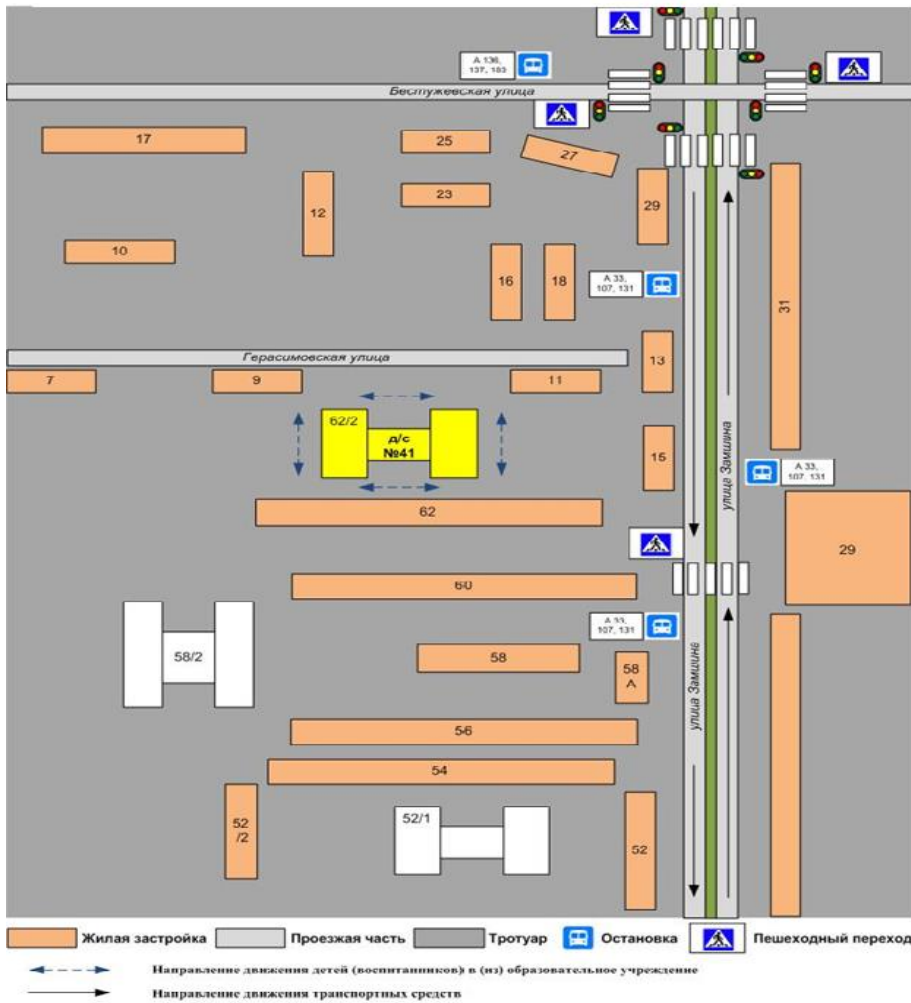 А 136,
137, 183
Бестужевская улица
17
25
27
12
23
29
10
16
18
А 33,
107, 131
31
Герасимовская улица
13
7
9
11
62/2
д/с
№41
15
улица Замшина
А 33,
107, 131
62
29
60
А 33,
107, 131
58/2
58
58
А
улица Замшина
56
54
52
/2
52/1
52
Жилая застройка
Проезжая часть
Тротуар
Остановка
Пешеходный переход
Направление движения детей (воспитанников) в (из) образовательное учреждение
Направление движения транспортных средств